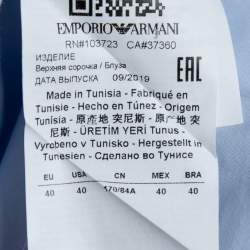 EMPORIO ARMANI
RN#103723 CA#37360
ИЗДЕЛИЕ
Верхняя сорочка / Блуза
ДАТА ВЫПУСКА 09/2019
EAC
Made in Tunisia - Fabriqué en
Tunisie - Hecho en Túnez - Origem
Tunísia - 原產地 突尼斯 - 原产地 突
尼斯 - ÜRETİM YERİ Tunus -
Vyrobeno v Tunisko - Hergestellt in
Tunesien - Сделано во Тунисе
EU USA CN MEX BRA
40 40 170/84A 40 40